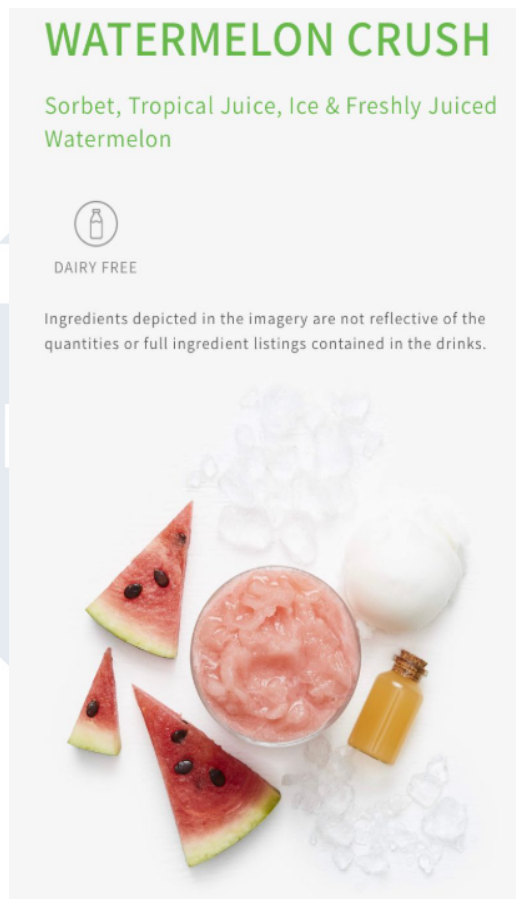 WATERMELON CRUSH
Sorbet, Tropical Juice, Ice & Freshly Juiced
Watermelon
DAIRY FREE
Ingredients depicted in the imagery are not reflective of the
quantities or full ingredient listings contained in the drinks.